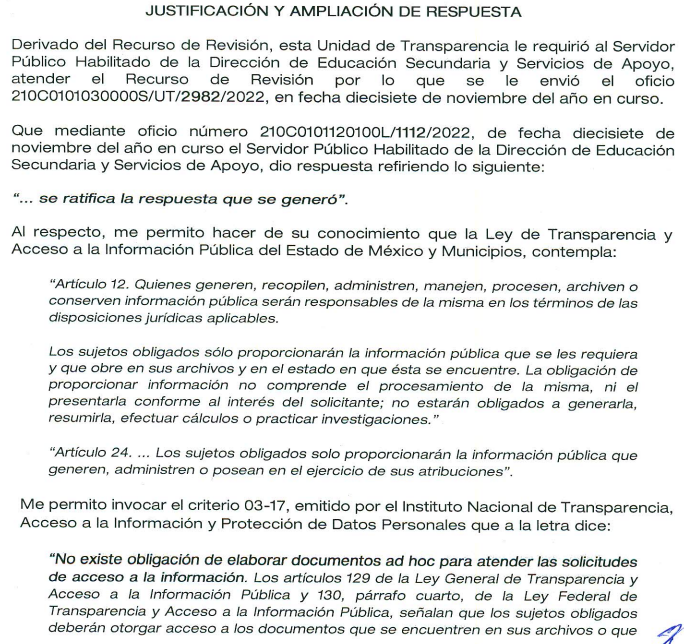 JUSTIFICACIÓN Y AMPLIACIÓN DE RESPUESTA
Derivado del Recurso de Revisión, esta Unidad de Transparencia le requirió al Servidor
Público Habilitado de la Dirección de Educación Secundaria y Servicios de Apoyo,
atender el Recurso de Revisión por lo que se le envió el oficio
210C0101030000S/UT/2982/2022, en fecha diecisiete de noviembre del año en curso.
Que mediante oficio número 210C0101120100L/1112/2022, de fecha diecisiete de
noviembre del año en curso el Servidor Público Habilitado de la Dirección de Educación
Secundaria y Servicios de Apoyo, dio respuesta refiriendo lo siguiente:
“... se ratifica la respuesta que se generó”.
Al respecto, me permito hacer de su conocimiento que la Ley de Transparencia y
Acceso a la Información Pública del Estado de México y Municipios, contempla:
“Artículo 12. Quienes generen, recopilen, administren, manejen, procesen, archiven o
conserven información pública serán responsables de la misma en los términos de las
disposiciones jurídicas aplicables.
Los sujetos obligados sólo proporcionarán la información pública que se les requiera
y que obre en sus archivos y en el estado en que ésta se encuentre. La obligación de
proporcionar información no comprende el procesamiento de la misma, ni el
presentarla conforme al interés del solicitante; no estarán obligados a generarla,
resumirla, efectuar cálculos o practicar investigaciones.”
“Artículo 24. ... Los sujetos obligados solo proporcionarán la información pública que
generen, administren o posean en el ejercicio de sus atribuciones”.
Me permito invocar el criterio 03-17, emitido por el Instituto Nacional de Transparencia,
Acceso a la Información y Protección de Datos Personales que a la letra dice:
“No existe obligación de elaborar documentos ad hoc para atender las solicitudes
de acceso a la información. Los artículos 129 de la Ley General de Transparencia y
Acceso a la Información Pública y 130, párrafo cuarto, de la Ley Federal de
Transparencia y Acceso a la Información Pública, señalan que los sujetos obligados
deberán otorgar acceso a los documentos que se encuentren en sus archivos o que